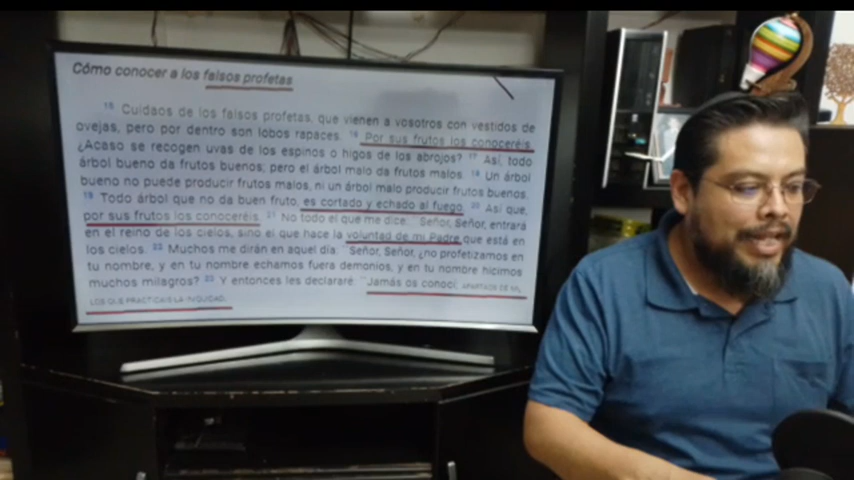 Cómo conocer a los falsos profetas
15 Cuidaos de los falsos profetas, que vienen a vosotros con vestidos de
ovejas, pero por dentro son lobos rapaces. 16 Por sus frutos los conoceréis.
¿Acaso se recogen uvas de los espinos o higos de los abrojos? 17 Así, todo
árbol bueno da frutos buenos; pero el árbol malo da frutos malos. 18 Un árbol
bueno no puede producir frutos malos, ni un árbol malo producir frutos buenos.
19 Todo árbol que no da buen fruto, es cortado y echado al fuego. 20 Así que,
por sus frutos los conoceréis. 21 No todo el que me dice: “Señor, Señor, entrará
en el reino de los cielos, sino el que hace la voluntad de mi Padre que está en
los cielos. 22 Muchos me dirán en aquel día: “Señor, Señor, ¿no profetizamos en
tu nombre, y en tu nombre echamos fuera demonios, y en tu nombre hicimos
muchos milagros? 23 Y entonces les declararé: “Jamás os conocí; APARTAOS DE MÍ,
LOS QUE PRACTICÁIS LA INIQUIDAD.